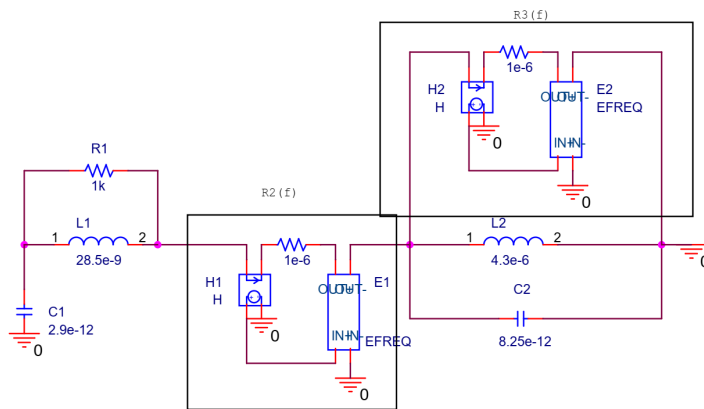 R3(f)
1e-6
H2
H
OUT+
OUT-
E2
EFREQ
IN+
IN-
0
0
R1
1k
R2(f)
L1
1
2
28.5e-9
L2
1
2
4.3e-6
0
1e-6
H1
H
OUT+
OUT-
E1
IN+
IN-
EFREQ
0
0
C1
2.9e-12
0
C2
8.25e-12